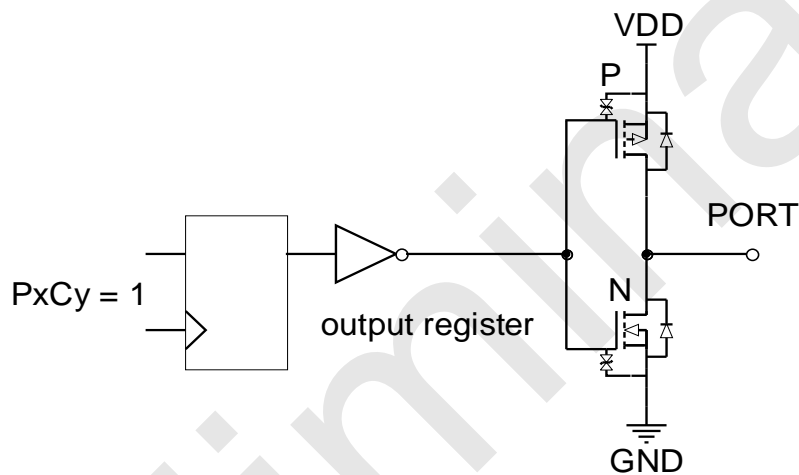 VDD
P
PORT
PxCy = 1
N
output register
GND